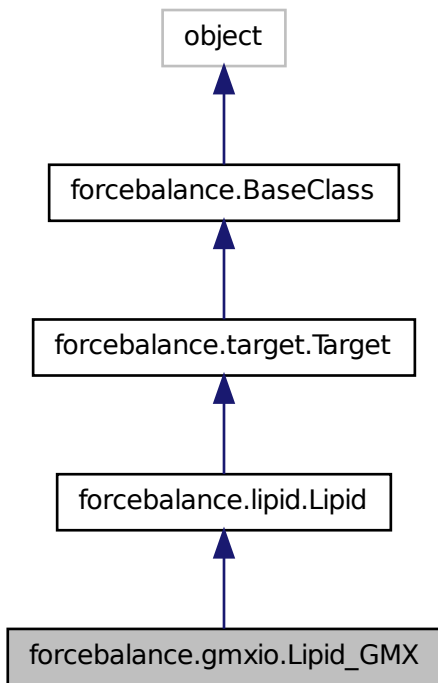 object
forcebalance.BaseClass
forcebalance.target.Target
forcebalance.lipid.Lipid
forcebalance.gmxio.Lipid_GMX